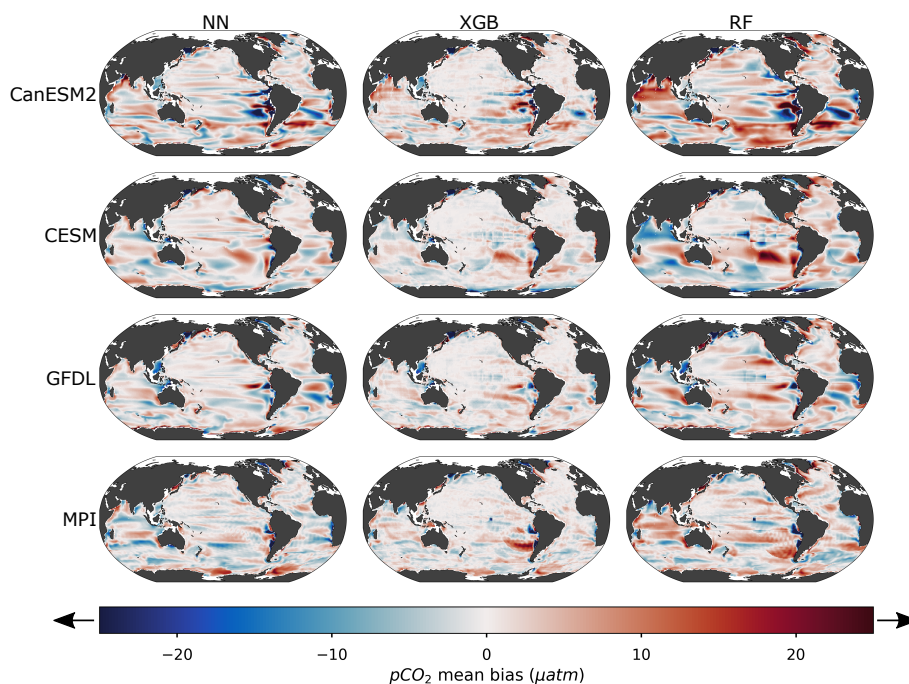 NN XGB RF
CanESM2
CESM
GFDL
MPI
−20 −10 0 10 20
pCO₂ mean bias (μatm)